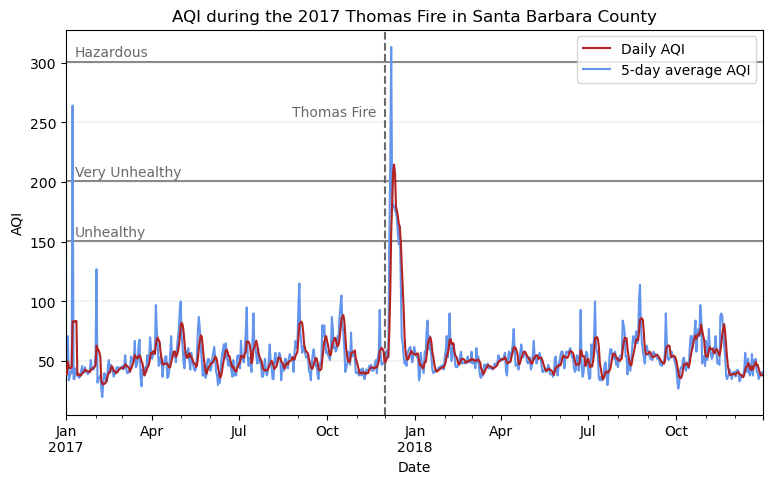 AQI during the 2017 Thomas Fire in Santa Barbara County
Daily AQI
5-day average AQI
Hazardous
Thomas Fire
Very Unhealthy
Unhealthy
AQI
300
250
200
150
100
50
Jan
2017
Apr
Jul
Oct
Jan
2018
Apr
Jul
Oct
Date